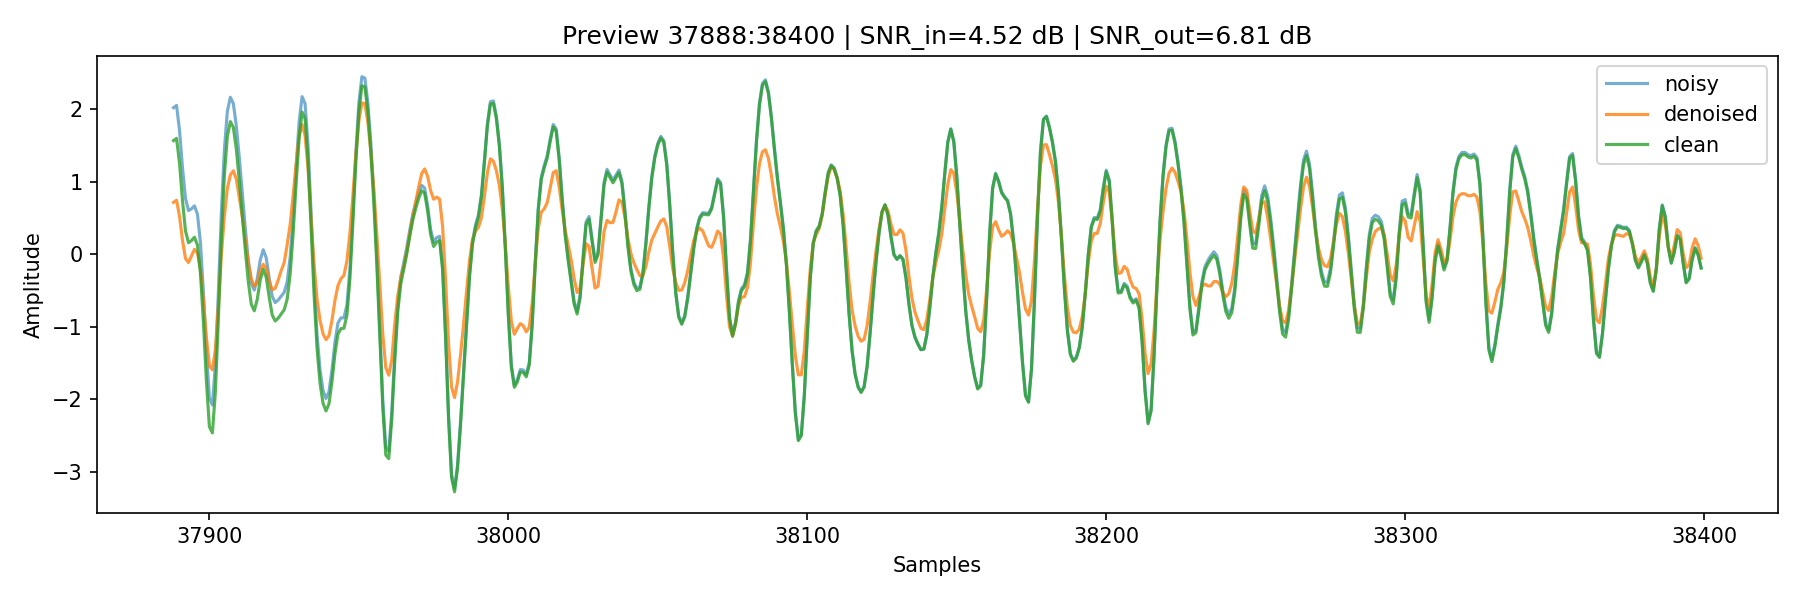 Preview 37888:38400 | SNR_in=4.52 dB | SNR_out=6.81 dB
noisy
denoised
clean
Amplitude
2
1
0
−1
−2
−3
37900 38000 38100 38200 38300 38400
Samples